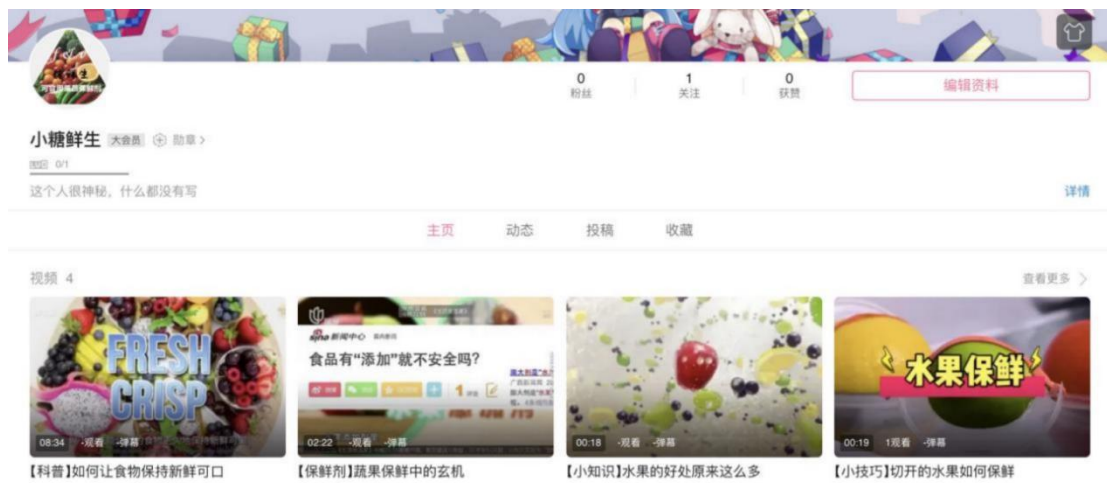 0
粉丝
1
关注
0
获赞
编辑资料
小糖鲜生 大会员 勋章 >
0/1
这个人很神秘，什么都没有写
详情
主页 动态 投稿 收藏
视频 4
查看更多 >
FRESH
CRISP
08:34 -观看 -弹幕
【科普】如何让食物保持新鲜可口
sina 新闻中心
食品有“添加”就不安全吗?
02:22 -观看 -弹幕
【保鲜剂】蔬果保鲜中的玄机
00:18 -观看 -弹幕
【小知识】水果的好处原来这么多
水果保鲜
00:19 1观看 -弹幕
【小技巧】切开的水果如何保鲜